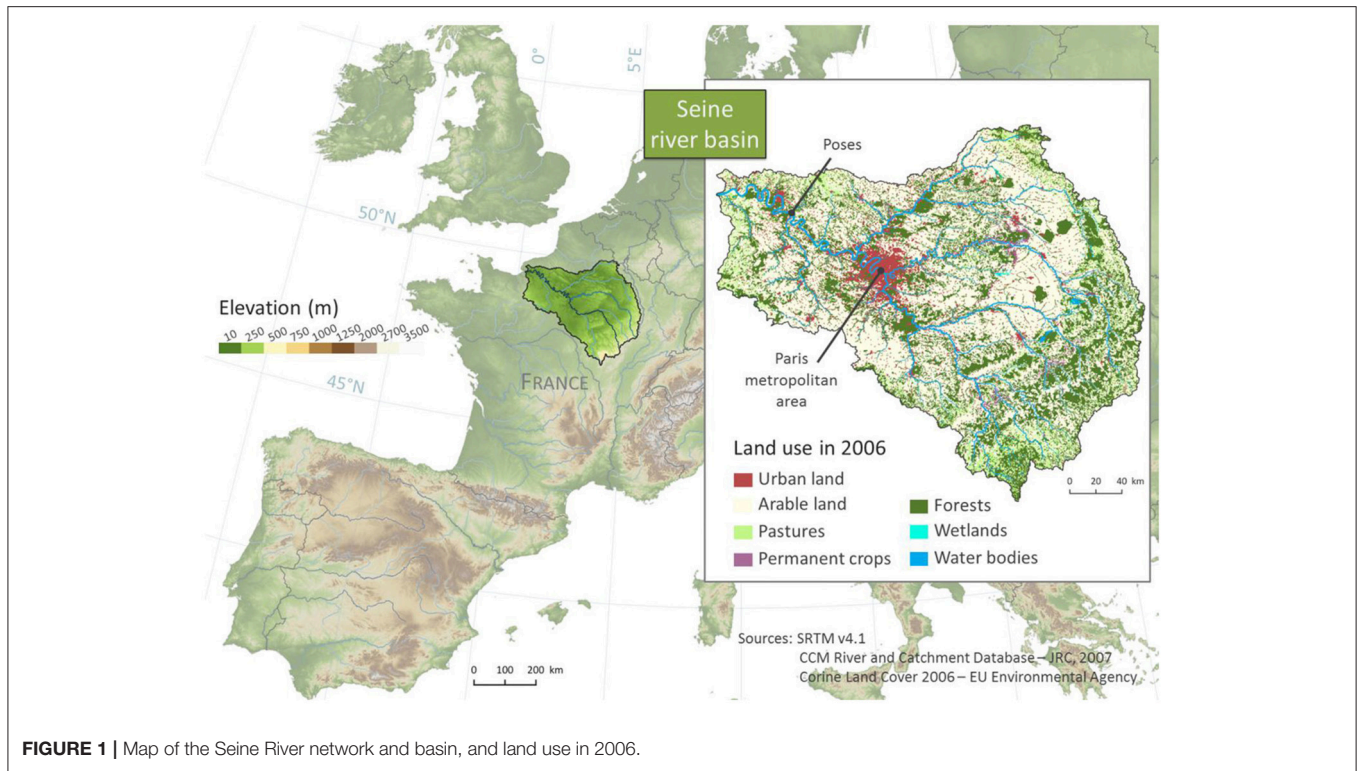 0°
5°E
Seine
river basin
Poses
50°N
Elevation (m)
10 250 500 750 1000 1250 2000 2700 3500
FRANCE
45°N
Paris
metropolitan
area
Land use in 2006
Urban land
Arable land
Pastures
Permanent crops
Forests
Wetlands
Water bodies
0 20 40 km
Sources: SRTM v4.1
CCM River and Catchment Database – JRC, 2007
Corine Land Cover 2006 – EU Environmental Agency
0 100 200 km
FIGURE 1 | Map of the Seine River network and basin, and land use in 2006.